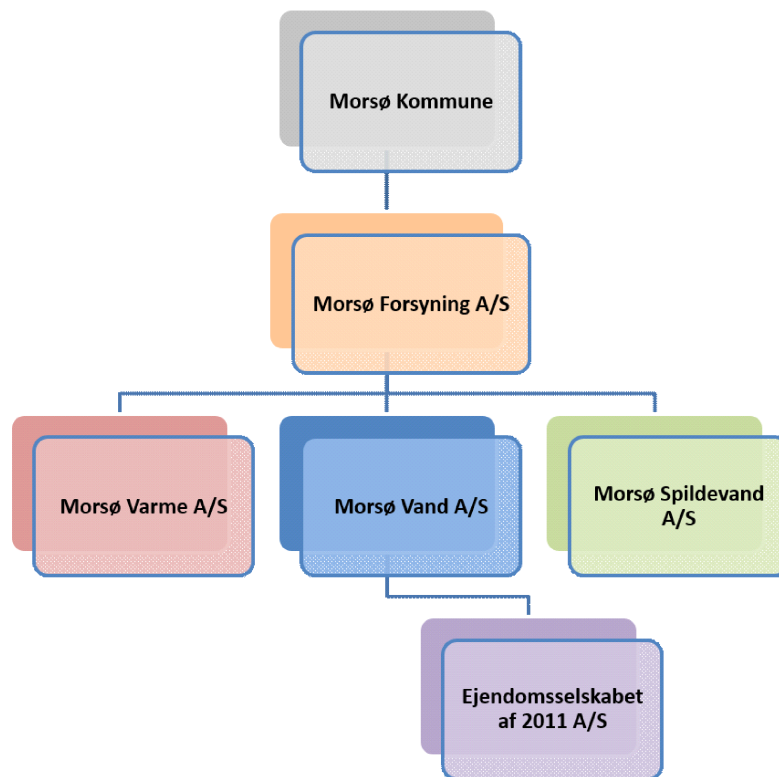 Morsø Kommune
Morsø Forsyning A/S
Morsø Varme A/S
Morsø Vand A/S
Morsø Spildevand
A/S
Ejendomsselskabet
af 2011 A/S